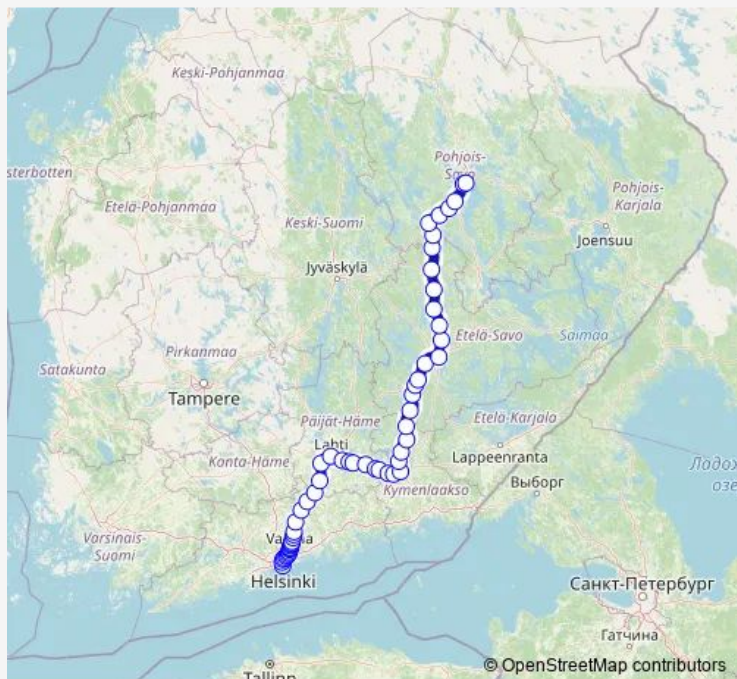 Keski-Pohjanmaa
Pohjois-
Savo
sterbotten
Etelä-Pohjanmaa
Pohjois-
Karjala
Keski-Suomi
Joensuu
Jyväskylä
Etelä-Savo
Saimaa
Pirkanmaa
Satakunta
Tampere
Päijät-Häme
Etelä-Karjala
Lahti
Kanta-Häme
Lappeenranta
Ладож
озе
Kymenlaakso
Выборг
Varsinais-
Suomi
Helsinki
Санкт-Петербург
Гатчина
Tallinn
© OpenStreetMap contributors